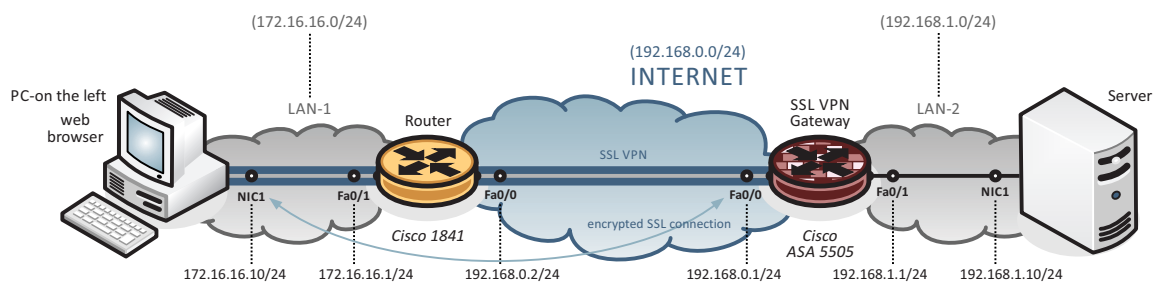 (172.16.16.0/24)
(192.168.1.0/24)
(192.168.0.0/24)
INTERNET
PC-on the left
web
browser
LAN-1
Router
SSL VPN
Gateway
LAN-2
Server
SSL VPN
NIC1
Fa0/1
Fa0/0
Fa0/0
Fa0/1
NIC1
encrypted SSL connection
Cisco 1841
Cisco
ASA 5505
172.16.16.10/24
172.16.16.1/24
192.168.0.2/24
192.168.0.1/24
192.168.1.1/24
192.168.1.10/24